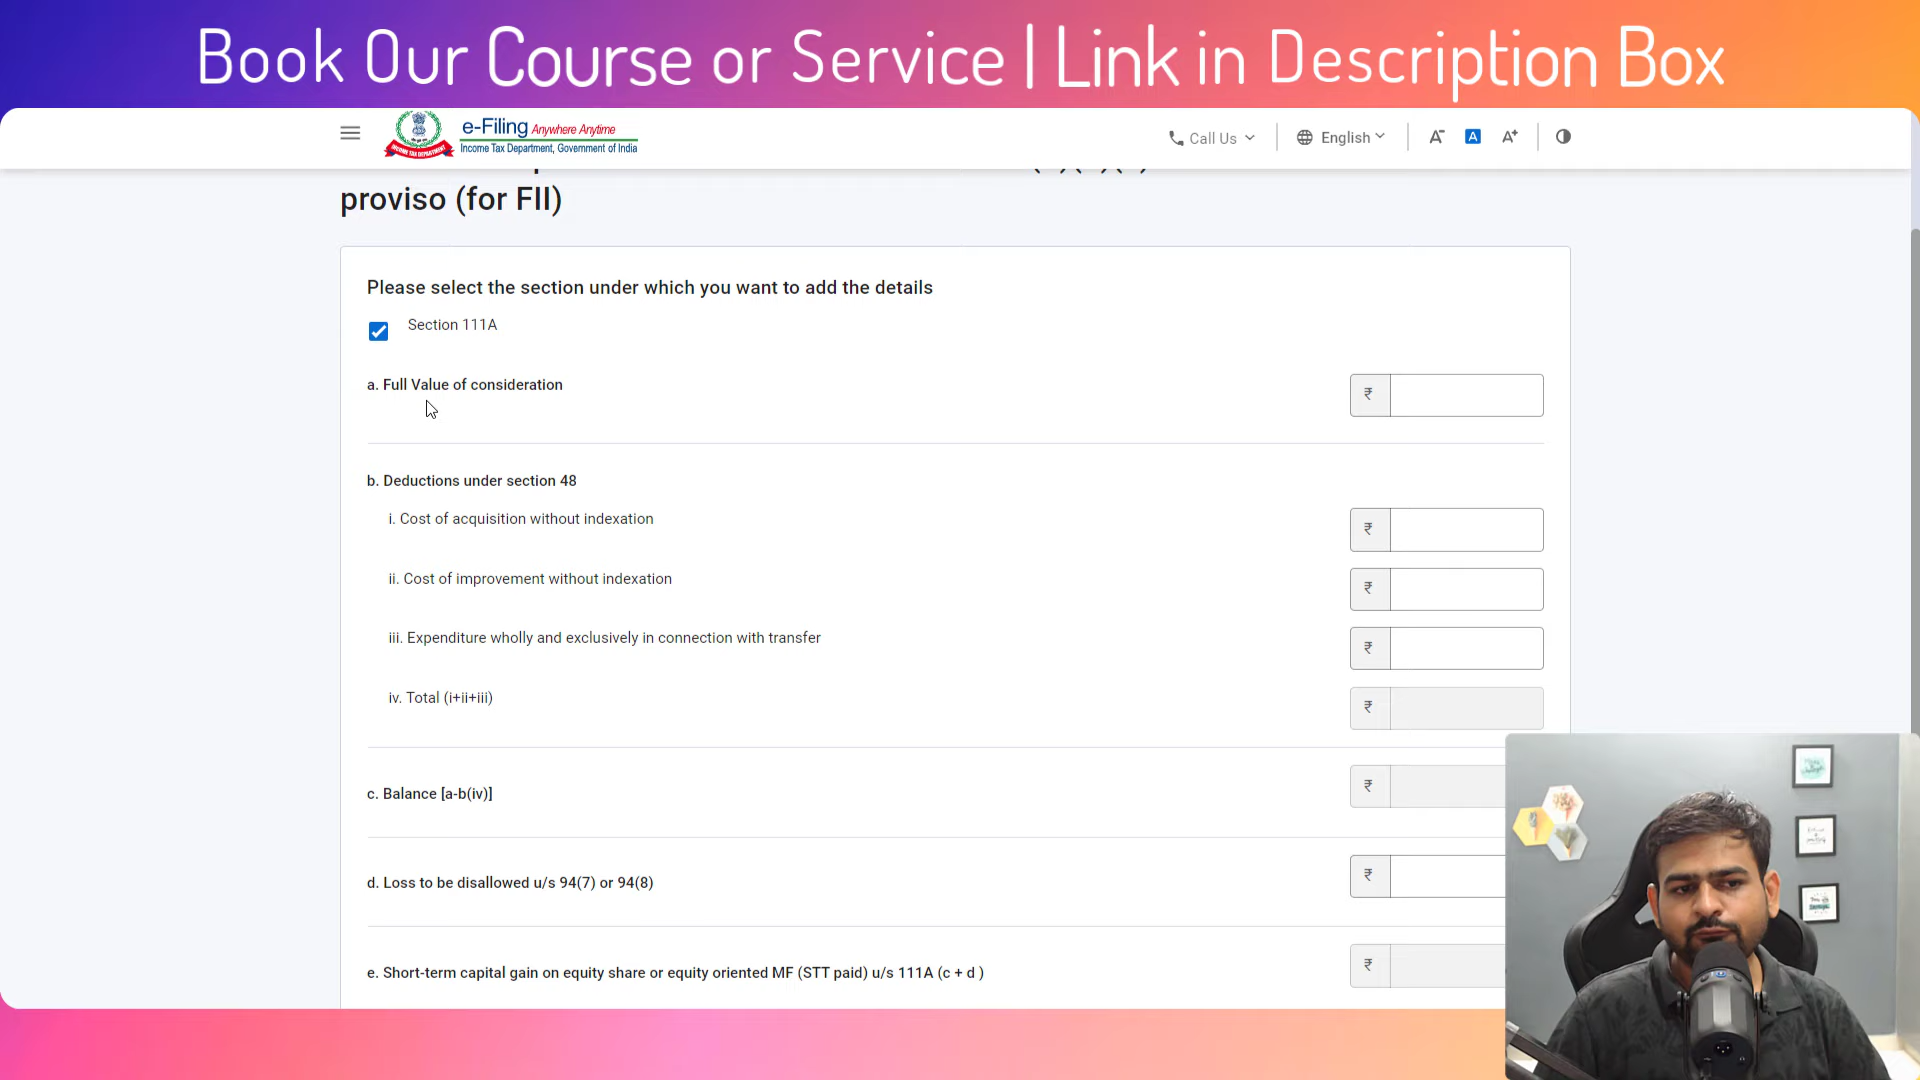 Book Our Course or Service | Link in Description Box
e-Filing Anywhere Anytime
Income Tax Department, Government of India
INCOME TAX DEPARTMENT
Call Us
English
A-
A
A+
proviso (for FII)
Please select the section under which you want to add the details
Section 111A
a. Full Value of consideration
₹
b. Deductions under section 48
i. Cost of acquisition without indexation
₹
ii. Cost of improvement without indexation
₹
iii. Expenditure wholly and exclusively in connection with transfer
₹
iv. Total (i+ii+iii)
₹
c. Balance [a-b(iv)]
₹
d. Loss to be disallowed u/s 94(7) or 94(8)
₹
e. Short-term capital gain on equity share or equity oriented MF (STT paid) u/s 111A (c + d )
₹